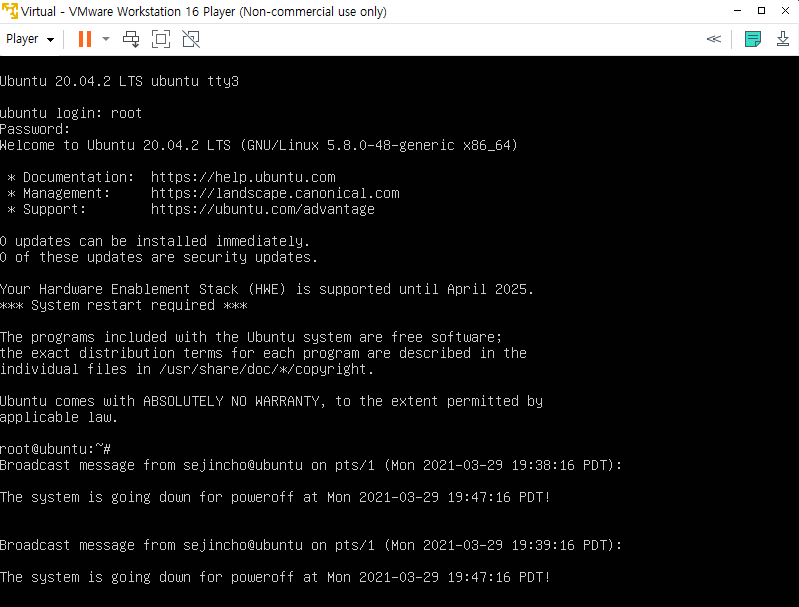 Virtual - VMware Workstation 16 Player (Non-commercial use only)
Player
Ubuntu 20.04.2 LTS ubuntu tty3
ubuntu login: root
Password:
Welcome to Ubuntu 20.04.2 LTS (GNU/Linux 5.8.0-48-generic x86_64)
* Documentation:  https://help.ubuntu.com
* Management:     https://landscape.canonical.com
* Support:        https://ubuntu.com/advantage
0 updates can be installed immediately.
0 of these updates are security updates.
Your Hardware Enablement Stack (HWE) is supported until April 2025.
*** System restart required ***
The programs included with the Ubuntu system are free software;
the exact distribution terms for each program are described in the
individual files in /usr/share/doc/*/copyright.
Ubuntu comes with ABSOLUTELY NO WARRANTY, to the extent permitted by
applicable law.
root@ubuntu:~#
Broadcast message from sejincho@ubuntu on pts/1 (Mon 2021-03-29 19:38:16 PDT):
The system is going down for poweroff at Mon 2021-03-29 19:47:16 PDT!
Broadcast message from sejincho@ubuntu on pts/1 (Mon 2021-03-29 19:39:16 PDT):
The system is going down for poweroff at Mon 2021-03-29 19:47:16 PDT!